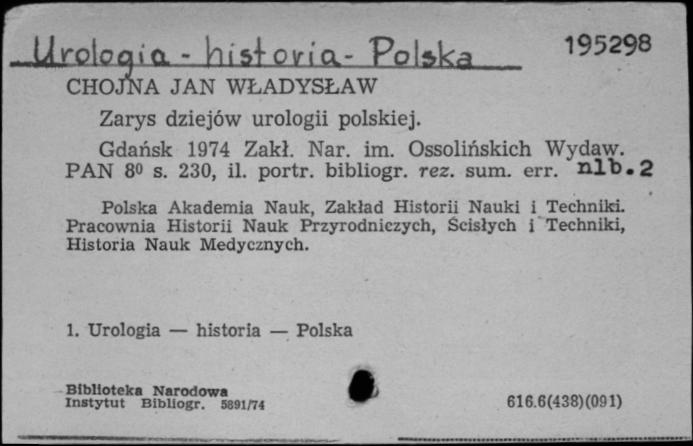 Urologia - historia - Polska 195298
CHOJNA JAN WŁADYSŁAW
Zarys dziejów urologii polskiej.
Gdańsk 1974 Zakł. Nar. im. Ossolińskich Wydaw.
PAN 8⁰ s. 230, il. portr. bibliogr. rez. sum. err. nlb.2
Polska Akademia Nauk, Zakład Historii Nauki i Techniki.
Pracownia Historii Nauk Przyrodniczych, Ścisłych i Techniki,
Historia Nauk Medycznych.
1. Urologia — historia — Polska
Biblioteka Narodowa
Instytut Bibliogr. 5891/74 616.6(438)(091)